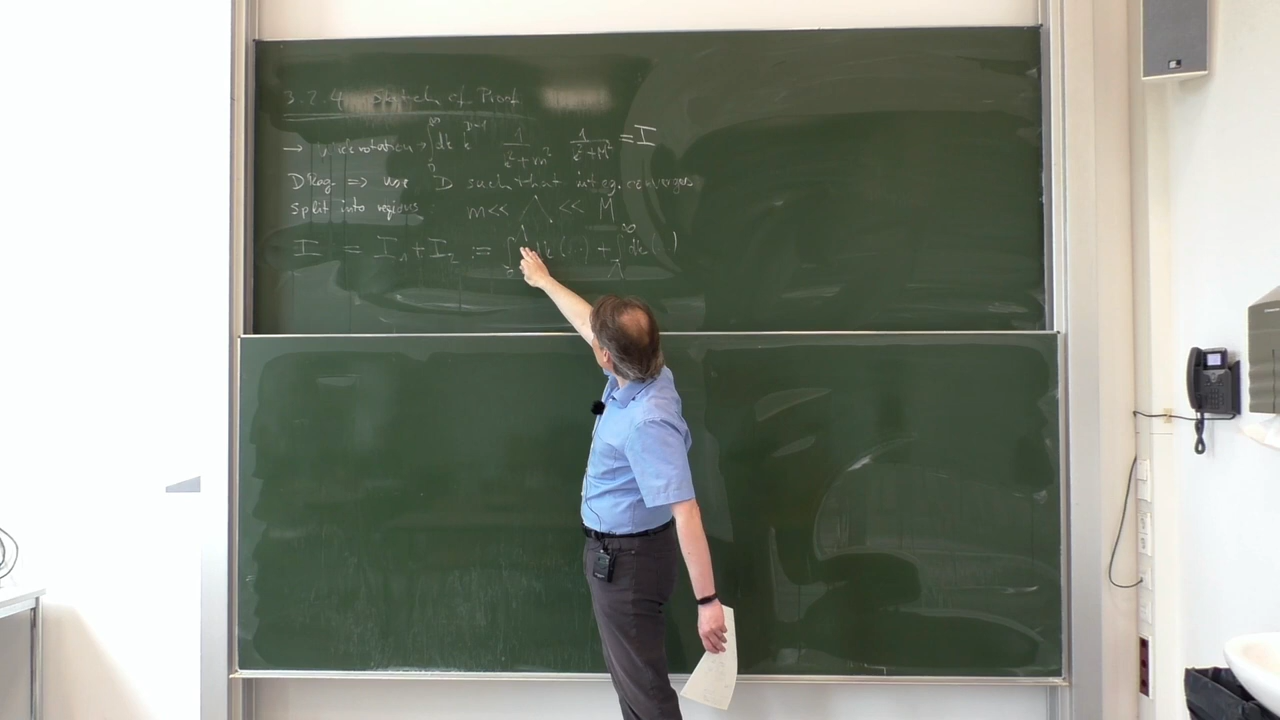 3.2.4 Sketch of Proof
→ Wick rotation → ∫₀^∞ dk k^{D-1} 1/(k²+m²) 1/(k²+M²) = I
DReg ⇒ use D such that integ. converges
Split into regions: m << Λ << M
I = I₁ + I₂ := ∫₀^Λ dk (...) + ∫_Λ^∞ dk (...)